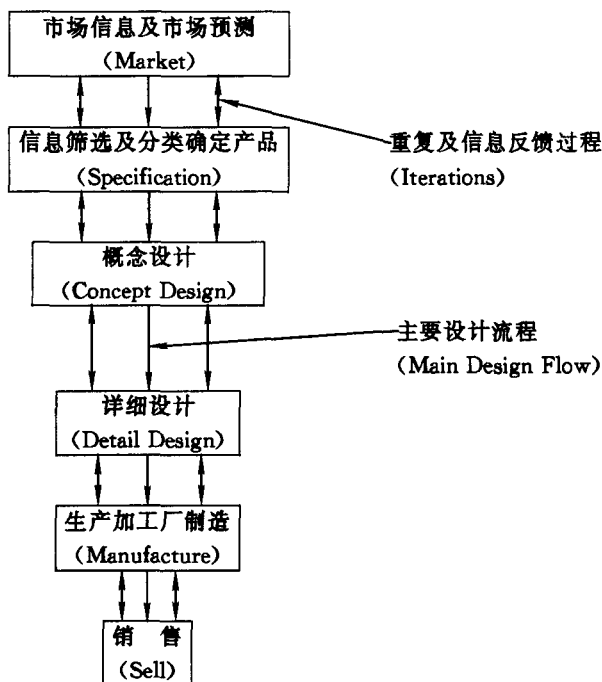 市场信息及市场预测
(Market)
信息筛选及分类确定产品
(Specification)
重复及信息反馈过程
(Iterations)
概念设计
(Concept Design)
主要设计流程
(Main Design Flow)
详细设计
(Detail Design)
生产加工厂制造
(Manufacture)
销 售
(Sell)